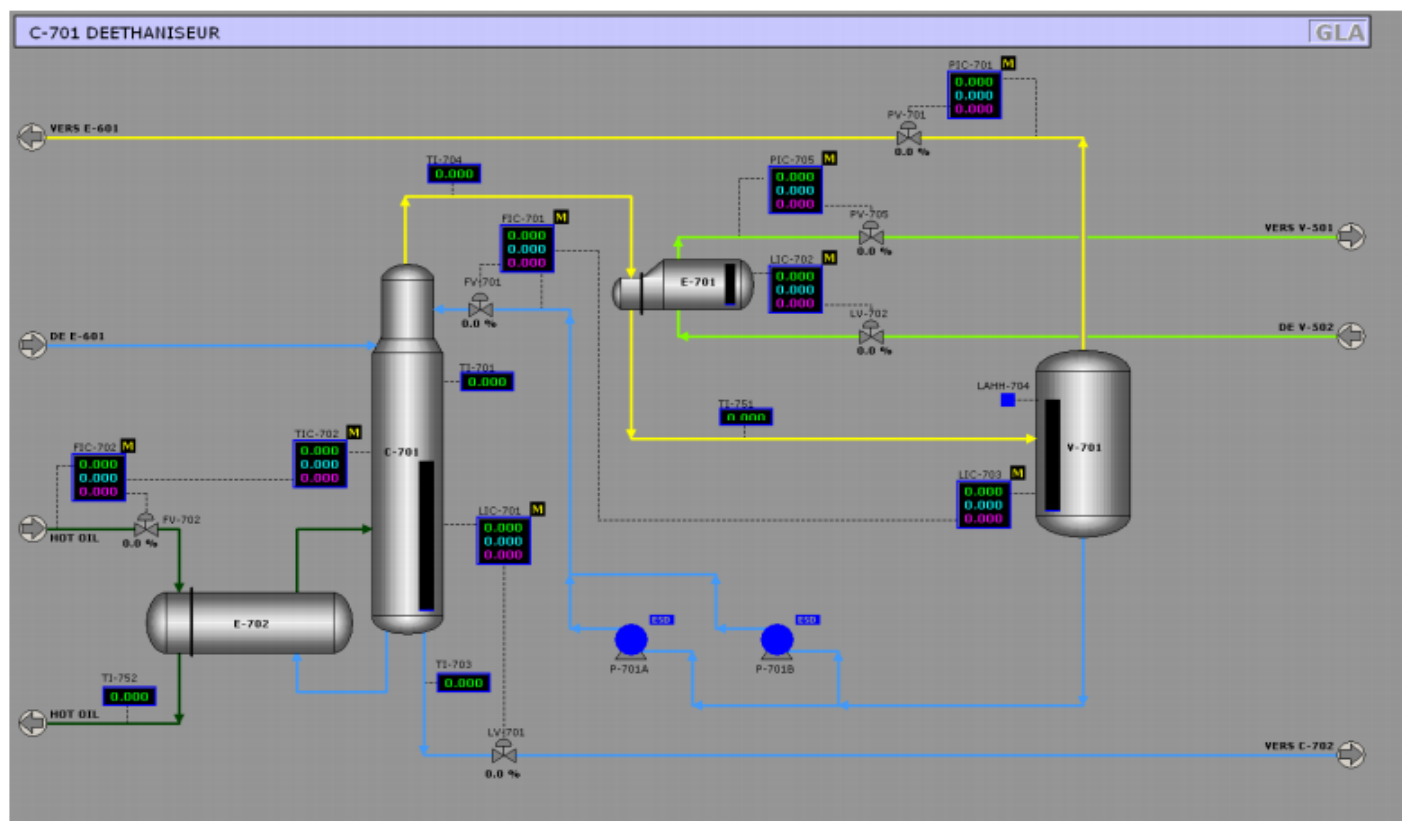 C-701 DEETHANISEUR
GLA
PIC-701 M
0.000
0.000
0.000
PV-701
0.0 %
VERS E-601
TI-704
0.000
PIC-705 M
0.000
0.000
0.000
PV-705
0.0 %
VERS V-501
FIC-701 M
0.000
0.000
0.000
FV-701
0.0 %
E-701
LIC-702 M
0.000
0.000
0.000
LV-702
0.0 %
DE V-502
DE E-601
TI-701
0.000
LAHH-704
TI-751
0.000
V-701
C-701
TIC-702 M
0.000
0.000
0.000
FIC-702 M
0.000
0.000
0.000
FV-702
0.0 %
HOT OIL
LIC-703 M
0.000
0.000
0.000
LIC-701 M
0.000
0.000
0.000
E-702
ESD
P-701A
ESD
P-701B
TI-703
0.000
TI-752
0.000
HOT OIL
LV-701
0.0 %
VERS C-702